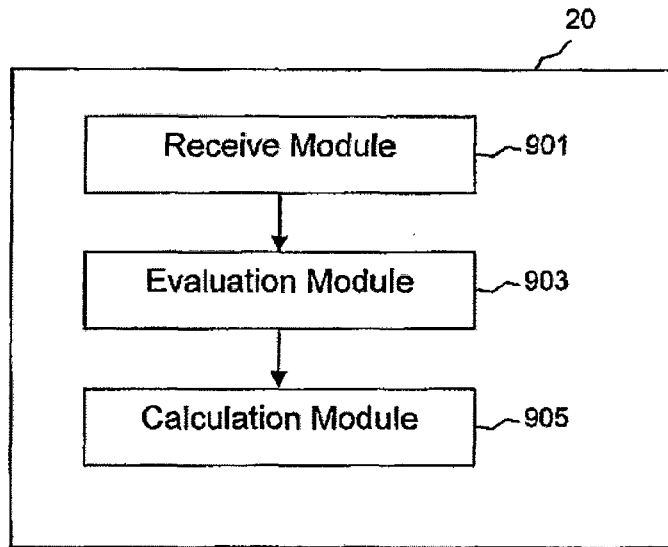 20
Receive Module
901
Evaluation Module
903
Calculation Module
905